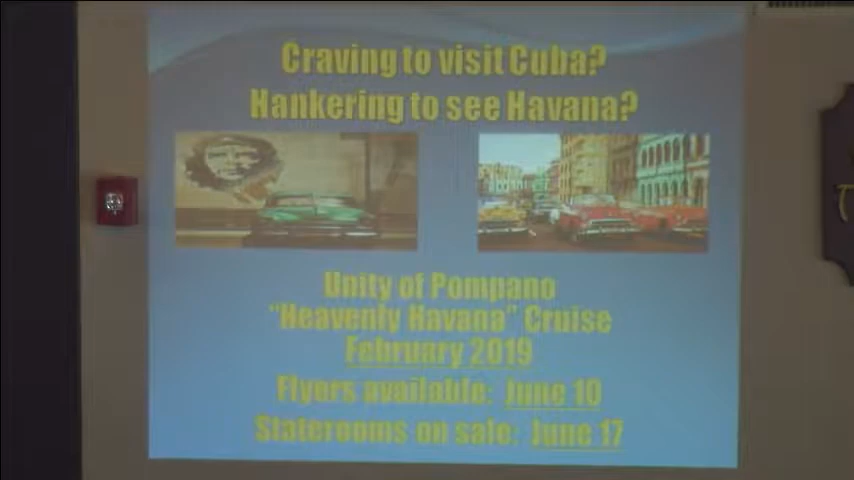 Craving to visit Cuba?
Hankering to see Havana?
Unity of Pompano
"Heavenly Havana" Cruise
February 2019
Flyers available: June 10
Staterooms on sale: June 17